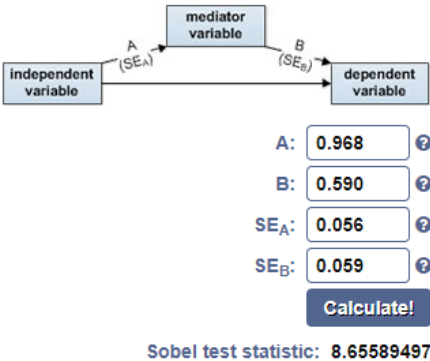 mediator
variable
A
(SEA)
B
(SEB)
independent
variable
dependent
variable
A: 0.968 ?
B: 0.590 ?
SEA: 0.056 ?
SEB: 0.059 ?
Calculate!
Sobel test statistic: 8.65589497